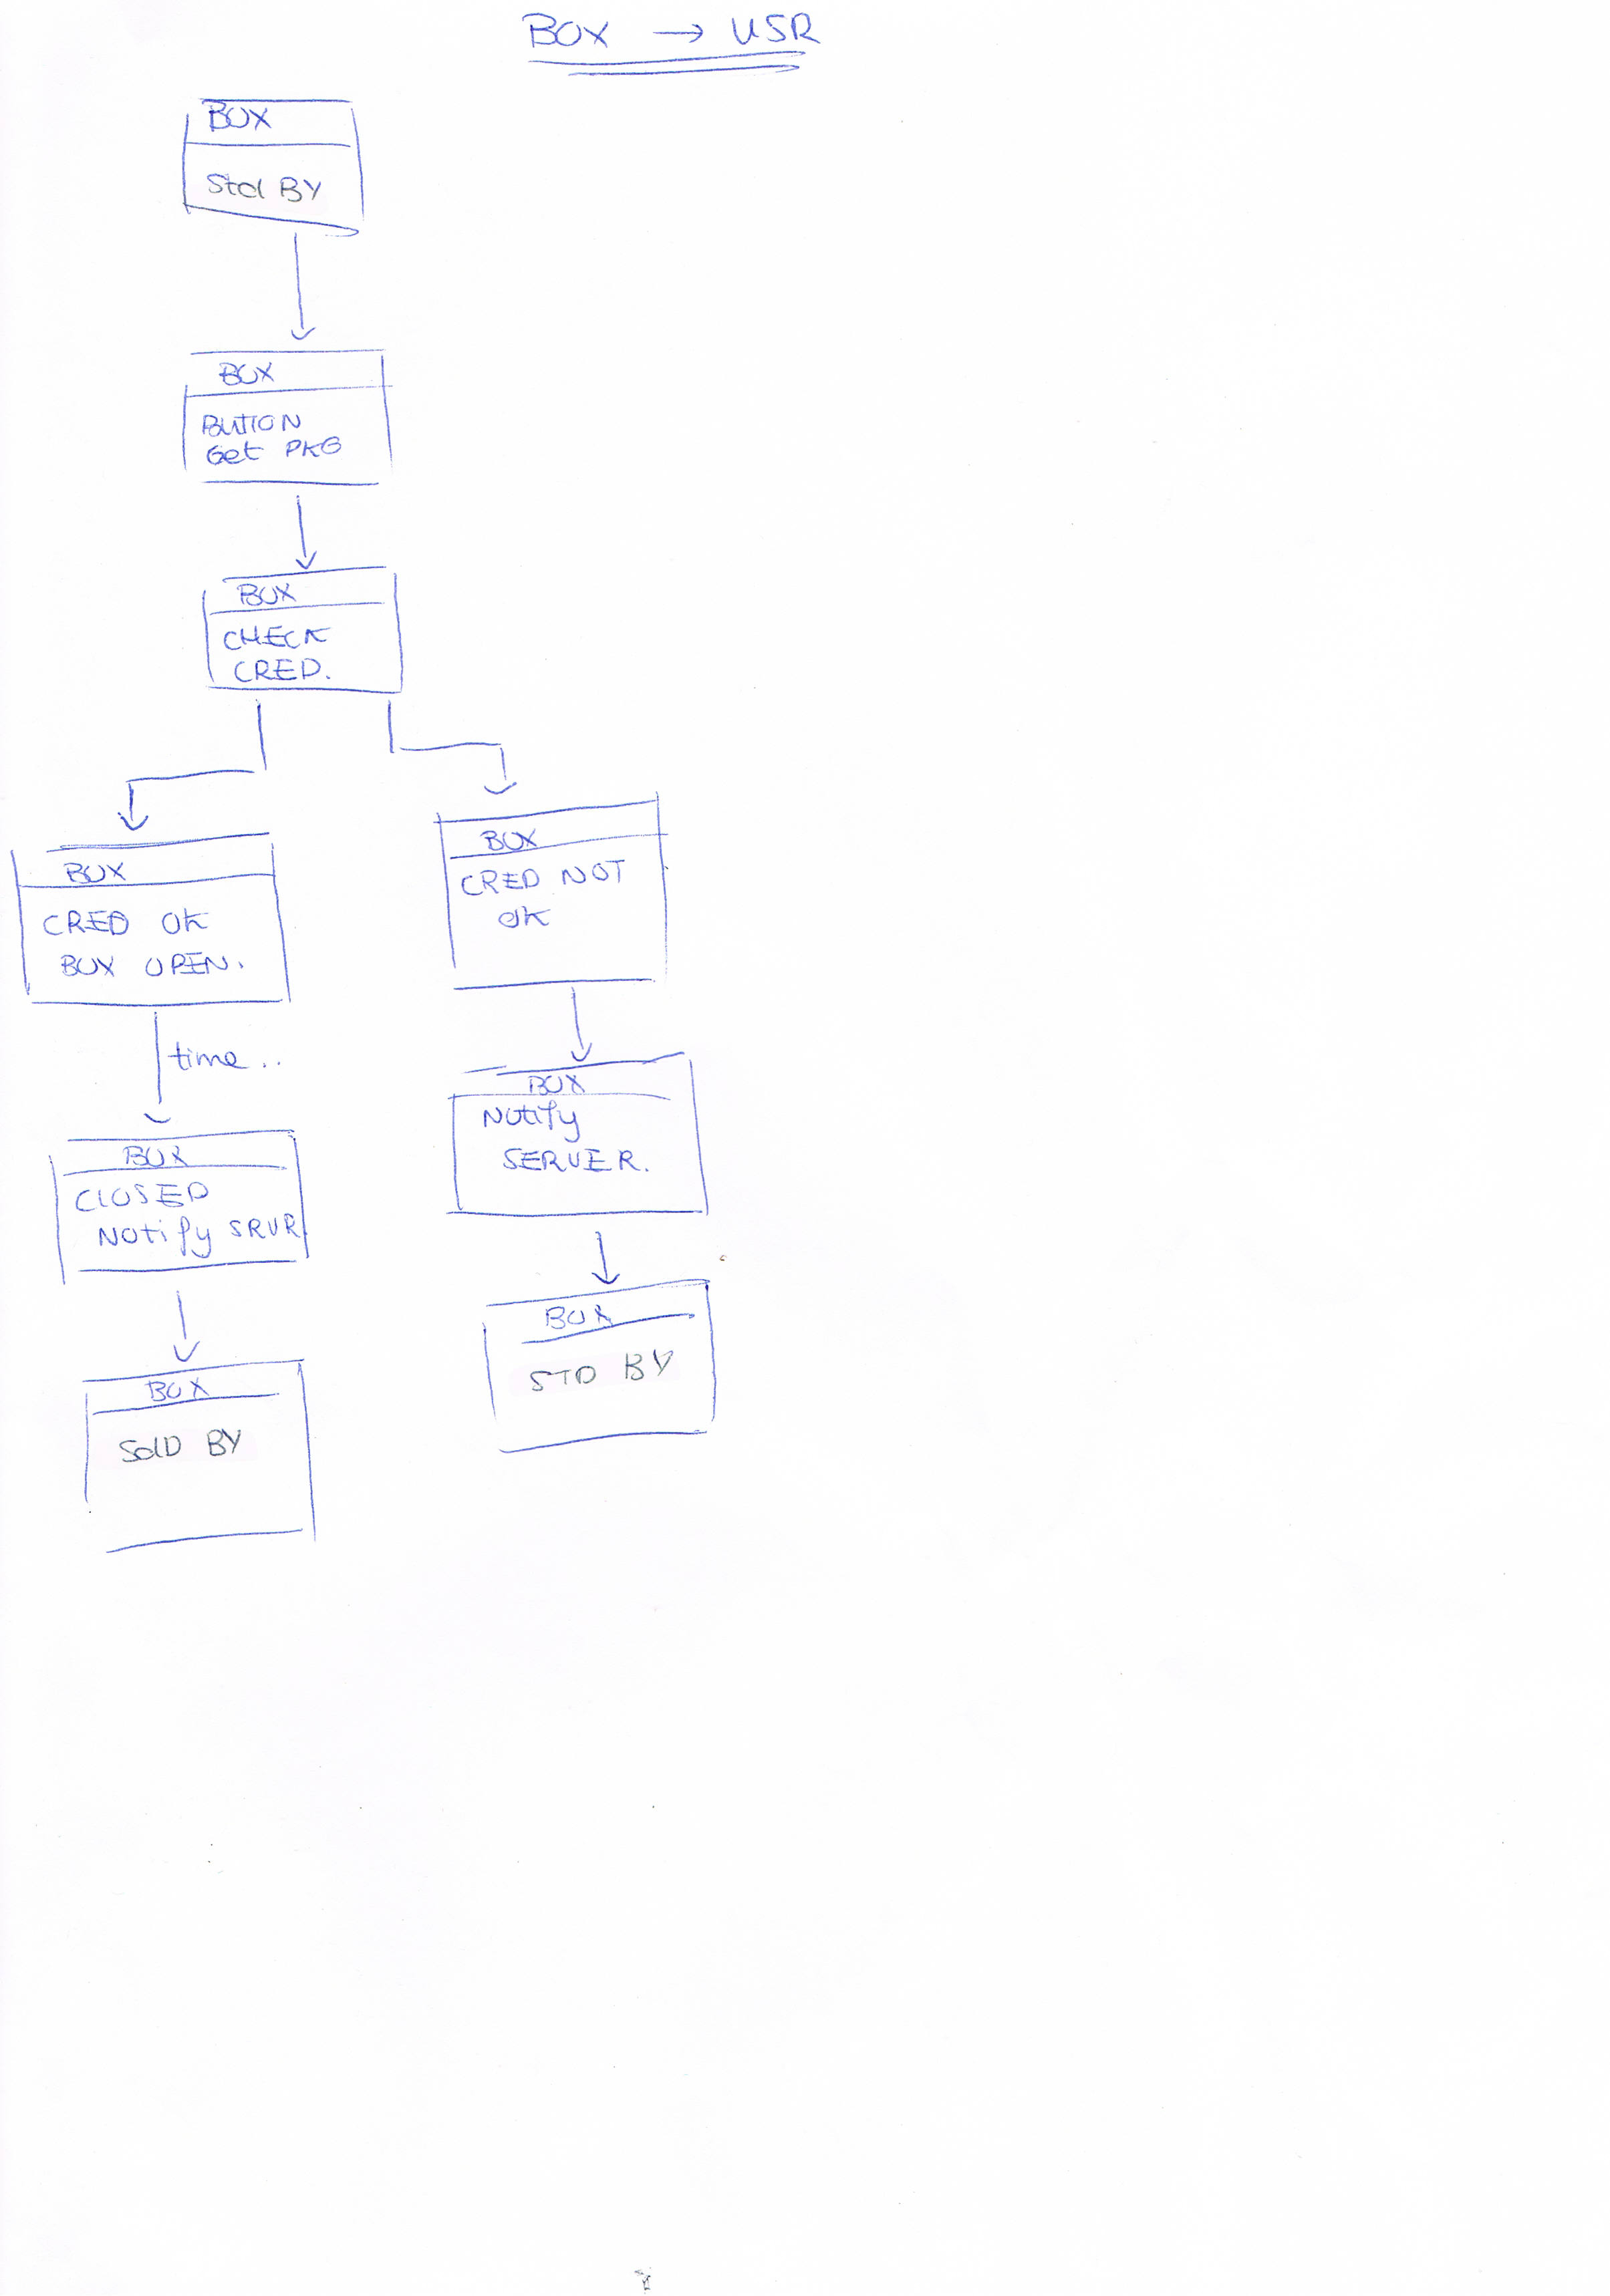 BOX → USR
BOX
Std BY
BOX
BUTTON
Get PKG
BOX
CHECK
CRED.
BOX
CRED OK
BOX OPEN.
time..
BOX
CLOSED
Notify SRVR
BOX
SdD BY
BOX
CRED NOT
OK
BOX
Notify
SERVER.
BOX
STD BY